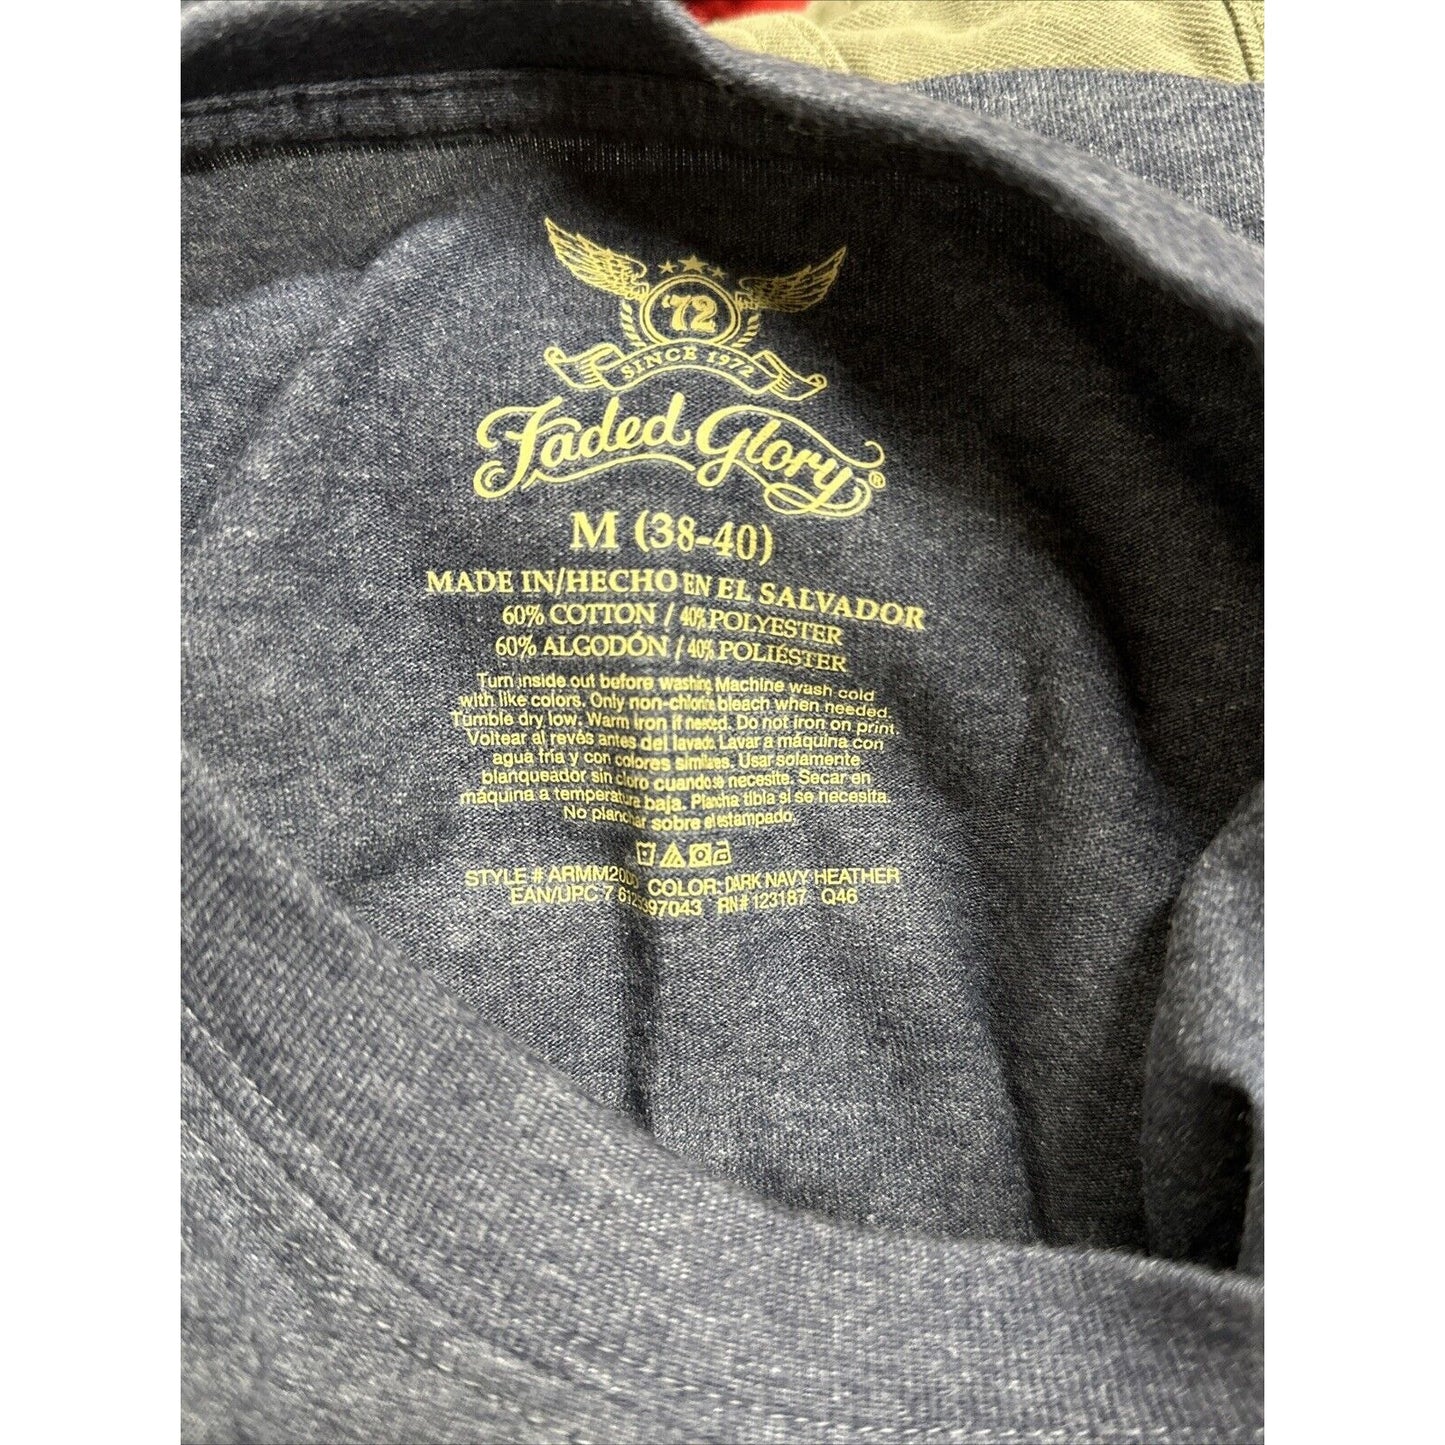 '72
SINCE 1972
Faded Glory®
M (38-40)
MADE IN/HECHO EN EL SALVADOR
60% COTTON / 40% POLYESTER
60% ALGODÓN / 40% POLIÉSTER
Turn inside out before washing. Machine wash cold
with like colors. Only non-chlorine bleach when needed.
Tumble dry low. Warm iron if needed. Do not iron on print.
Voltear al revés antes del lavado. Lavar a máquina con
agua fría y con colores similares. Usar solamente
blanqueador sin cloro cuando se necesite. Secar en
máquina a temperatura baja. Plancha tibia si se necesita.
No planchar sobre el estampado.
STYLE # COLOR: DARK NAVY HEATHER
EAN/UPC 7 RN# 123187 Q46